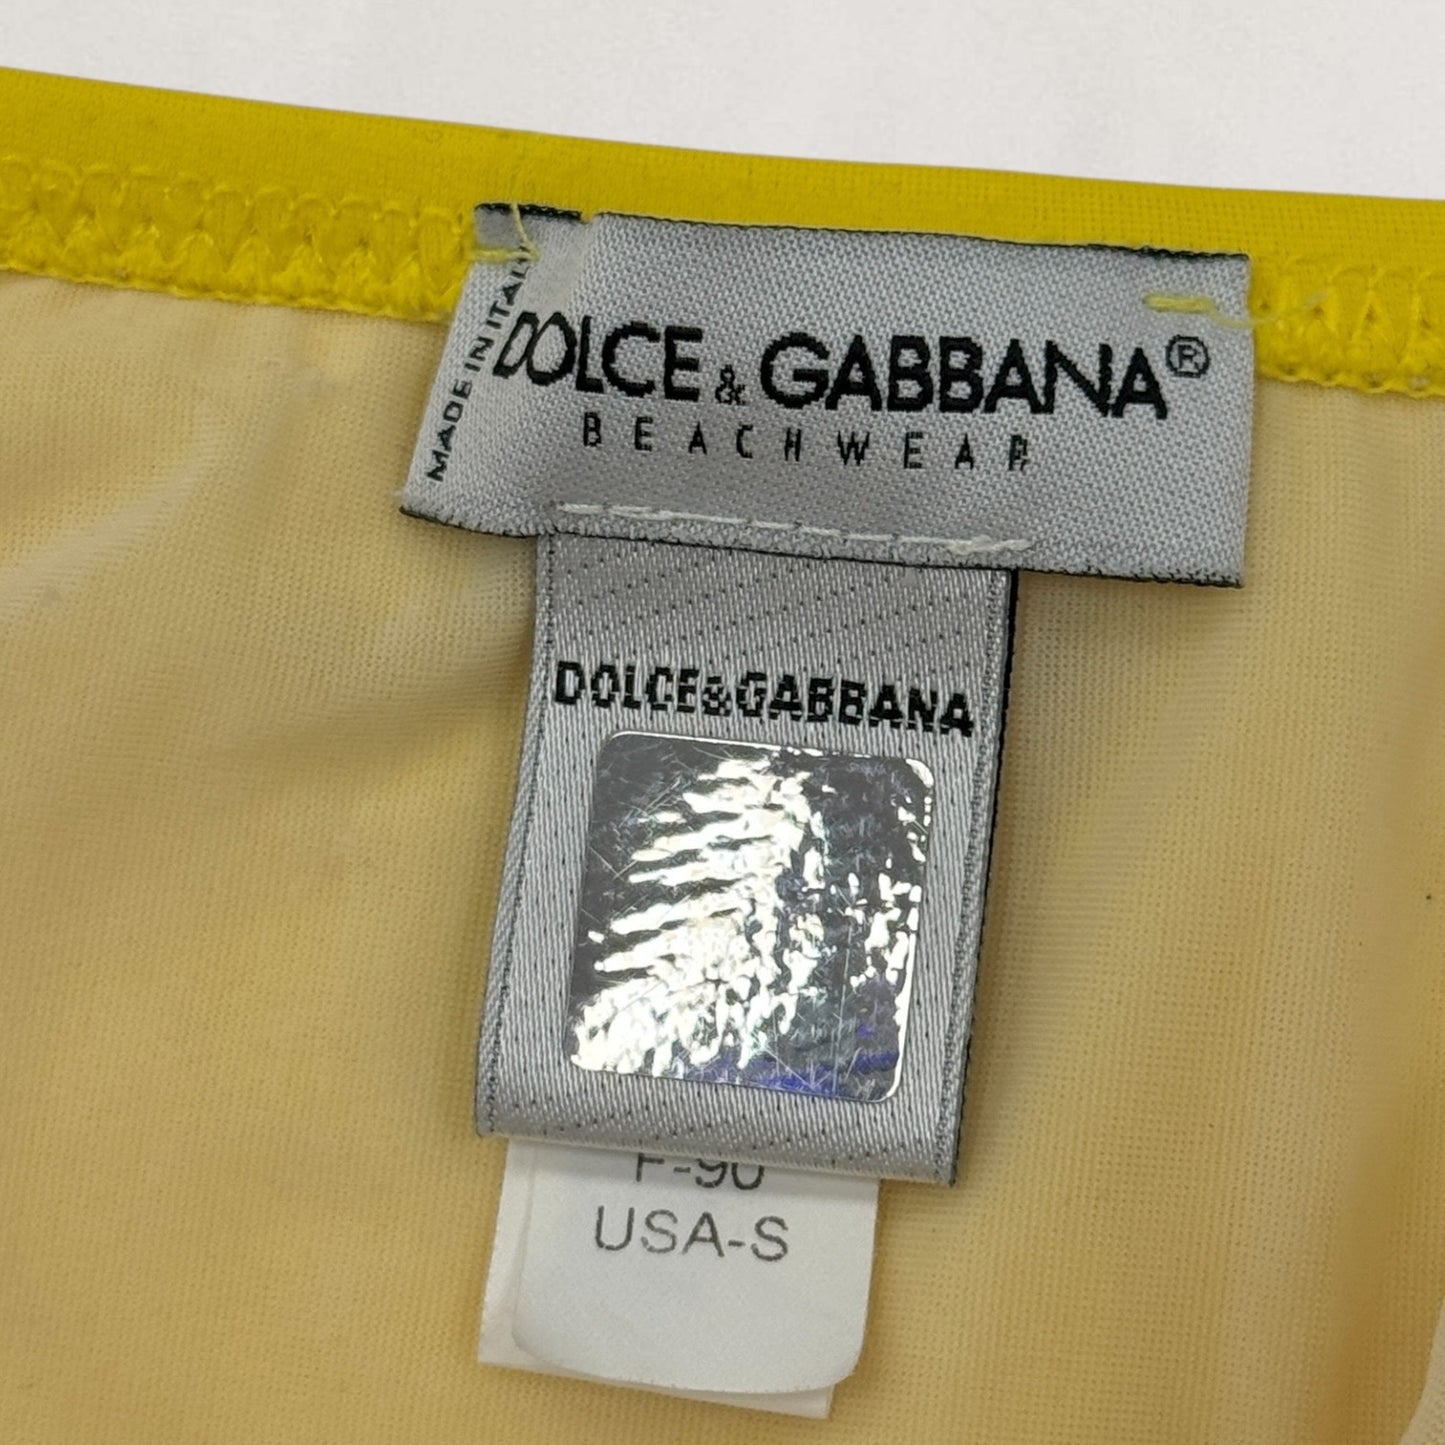 MADE IN ITALY
DOLCE & GABBANA®
BEACHWEAR
DOLCE&GABBANA
F-90
USA-S